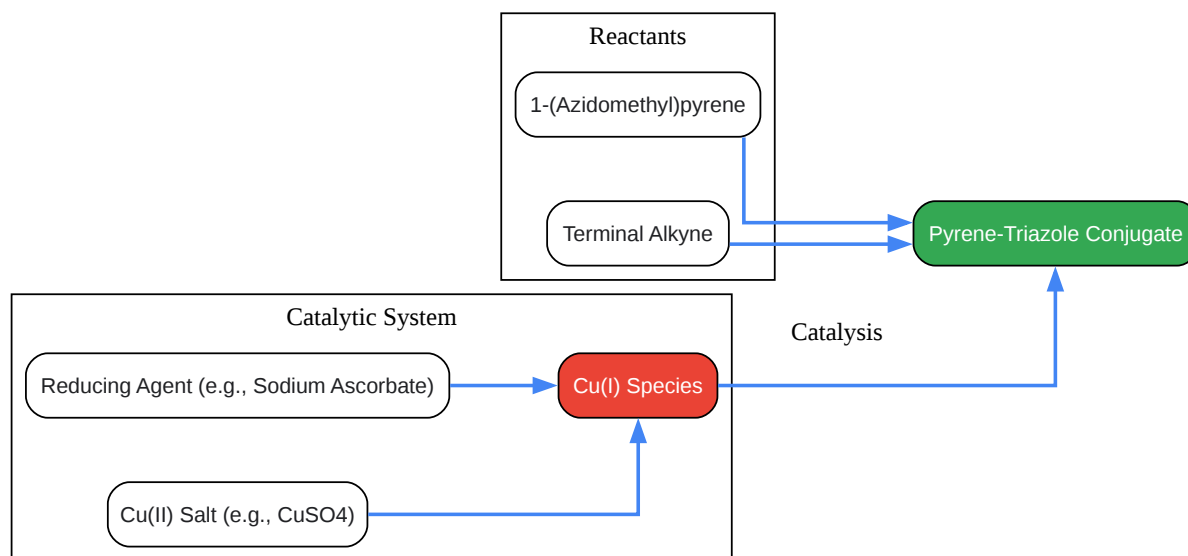 Reactants
1-(Azidomethyl)pyrene
Terminal Alkyne
Pyrene-Triazole Conjugate
Catalytic System
Catalysis
Reducing Agent (e.g., Sodium Ascorbate)
Cu(I) Species
Cu(II) Salt (e.g., CuSO4)